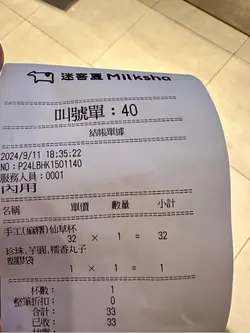 迷客夏 Milksha
叫號單：40
結帳單據
2024/9/11 18:35:22
NO：P24LBHK1501140
服務人員：0001
內用
名稱 單價 數量 小計
手工(麻糬)仙草杯
32 × 1 = 32
珍珠,芋圓,糯香丸子
1 × 1 = 1
杯數： 1
整筆折扣： 0
合計： 33
已收： 33